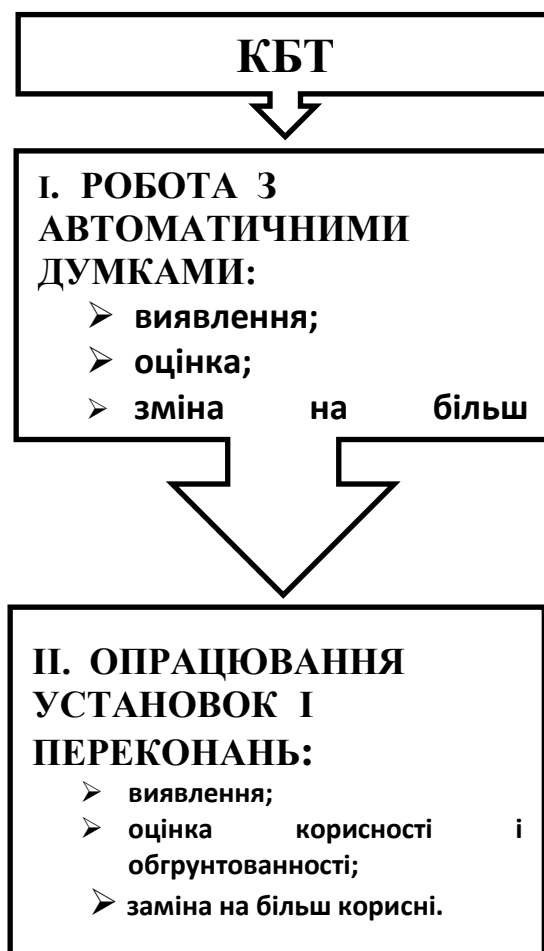 КБТ
І. РОБОТА З
АВТОМАТИЧНИМИ
ДУМКАМИ:
➢ виявлення;
➢ оцінка;
➢ зміна на більш
ІІ. ОПРАЦЮВАННЯ
УСТАНОВОК І
ПЕРЕКОНАНЬ:
➢ виявлення;
➢ оцінка корисності і
обгрунтованності;
➢ заміна на більш корисні.